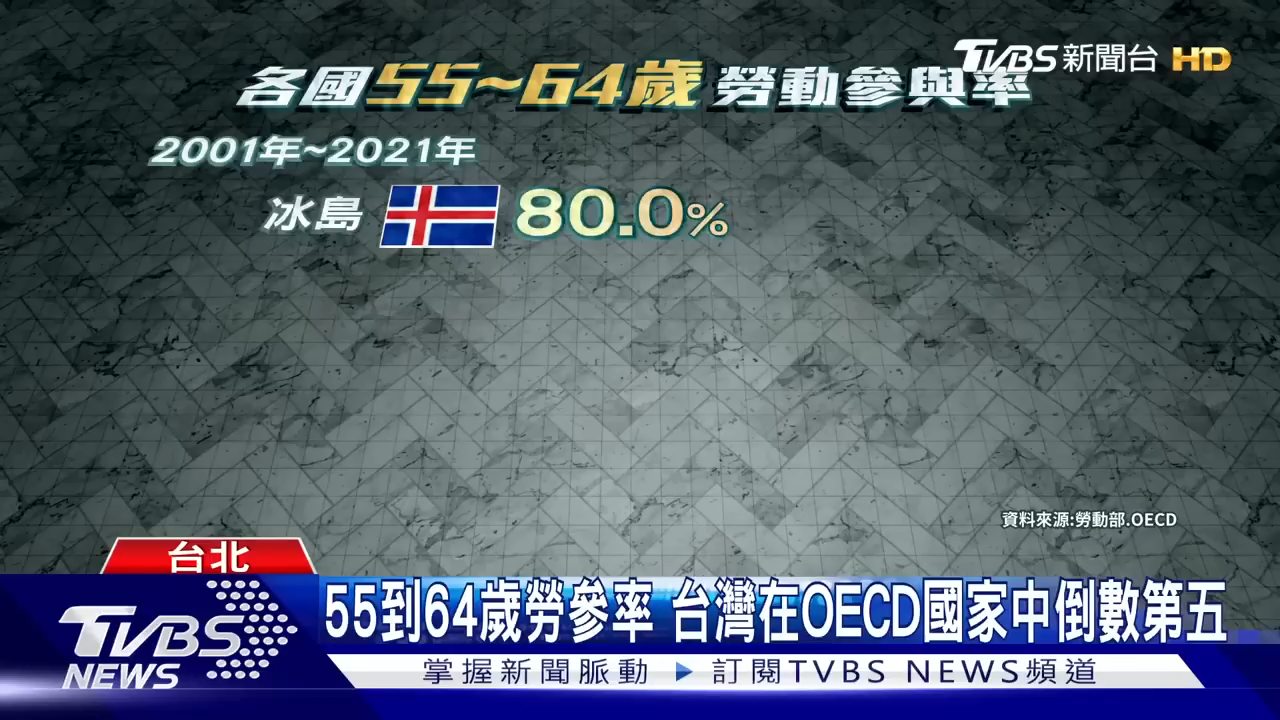 TVBS新聞台 HD
各國55~64歲勞動參與率
2001年~2021年
冰島 80.0%
資料來源:勞動部.OECD
台北
55到64歲勞參率 台灣在OECD國家中倒數第五
TVBS
NEWS
掌握新聞脈動 ▶ 訂閱TVBS NEWS頻道